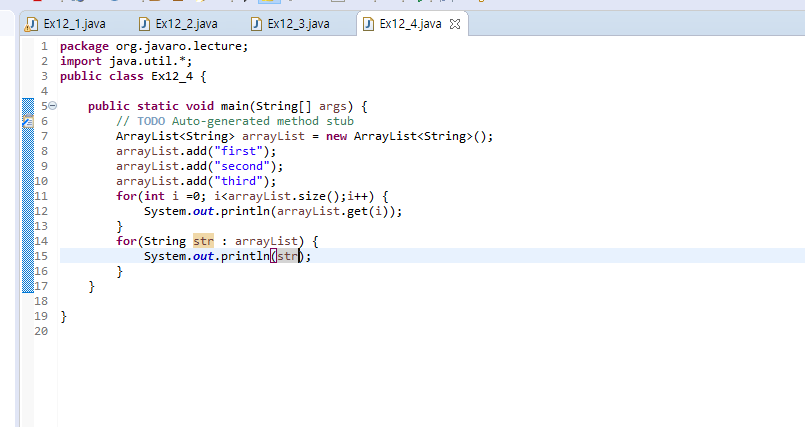 Ex12_1.java Ex12_2.java Ex12_3.java Ex12_4.java
1 package org.javaro.lecture;
2 import java.util.*;
3 public class Ex12_4 {
4
5 public static void main(String[] args) {
6 // TODO Auto-generated method stub
7 ArrayList<String> arrayList = new ArrayList<String>();
8 arrayList.add("first");
9 arrayList.add("second");
10 arrayList.add("third");
11 for(int i =0; i<arrayList.size();i++) {
12 System.out.println(arrayList.get(i));
13 }
14 for(String str : arrayList) {
15 System.out.println(str);
16 }
17 }
18
19 }
20